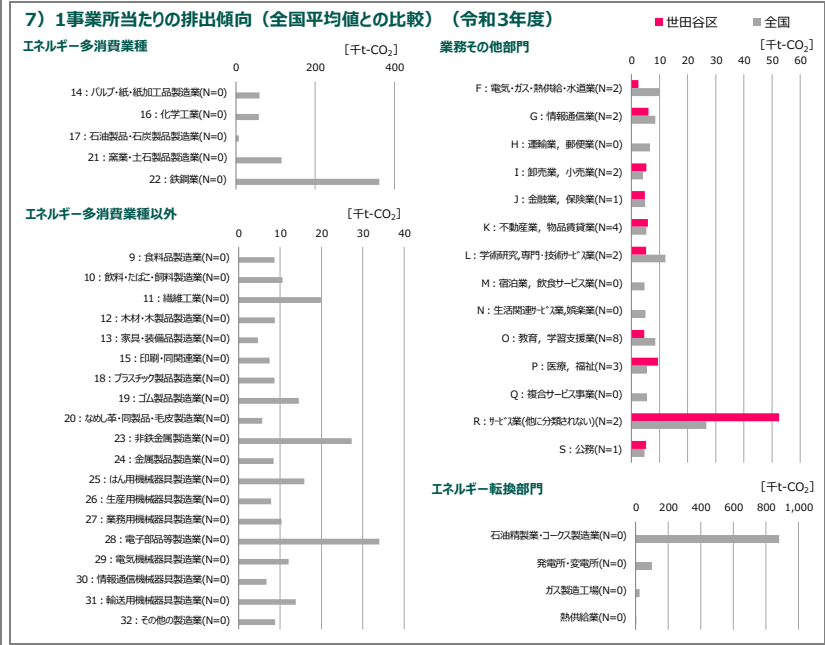 7）1事業所当たりの排出傾向（全国平均値との比較）（令和3年度）
■世田谷区 ■全国
エネルギー多消費業種
[千t-CO₂]
0 200 400
14：パルプ・紙・紙加工品製造業(N=0)
16：化学工業(N=0)
17：石油製品・石炭製品製造業(N=0)
21：窯業・土石製品製造業(N=0)
22：鉄鋼業(N=0)
エネルギー多消費業種以外
[千t-CO₂]
0 10 20 30 40
9：食料品製造業(N=0)
10：飲料・たばこ・飼料製造業(N=0)
11：繊維工業(N=0)
12：木材・木製品製造業(N=0)
13：家具・装備品製造業(N=0)
15：印刷・同関連業(N=0)
18：プラスチック製品製造業(N=0)
19：ゴム製品製造業(N=0)
20：なめし革・同製品・毛皮製造業(N=0)
23：非鉄金属製造業(N=0)
24：金属製品製造業(N=0)
25：はん用機械器具製造業(N=0)
26：生産用機械器具製造業(N=0)
27：業務用機械器具製造業(N=0)
28：電子部品等製造業(N=0)
29：電気機械器具製造業(N=0)
30：情報通信機械器具製造業(N=0)
31：輸送用機械器具製造業(N=0)
32：その他の製造業(N=0)
業務その他部門
[千t-CO₂]
0 10 20 30 40 50 60
F：電気・ガス・熱供給・水道業(N=2)
G：情報通信業(N=2)
H：運輸業，郵便業(N=0)
I：卸売業，小売業(N=2)
J：金融業，保険業(N=1)
K：不動産業，物品賃貸業(N=4)
L：学術研究,専門・技術ｻｰﾋﾞｽ業(N=2)
M：宿泊業，飲食サービス業(N=0)
N：生活関連ｻｰﾋﾞｽ業,娯楽業(N=0)
O：教育，学習支援業(N=8)
P：医療，福祉(N=3)
Q：複合サービス事業(N=0)
R：ｻｰﾋﾞｽ業(他に分類されない)(N=2)
S：公務(N=1)
エネルギー転換部門
[千t-CO₂]
0 200 400 600 800 1,000
石油精製業・コークス製造業(N=0)
発電所・変電所(N=0)
ガス製造工場(N=0)
熱供給業(N=0)